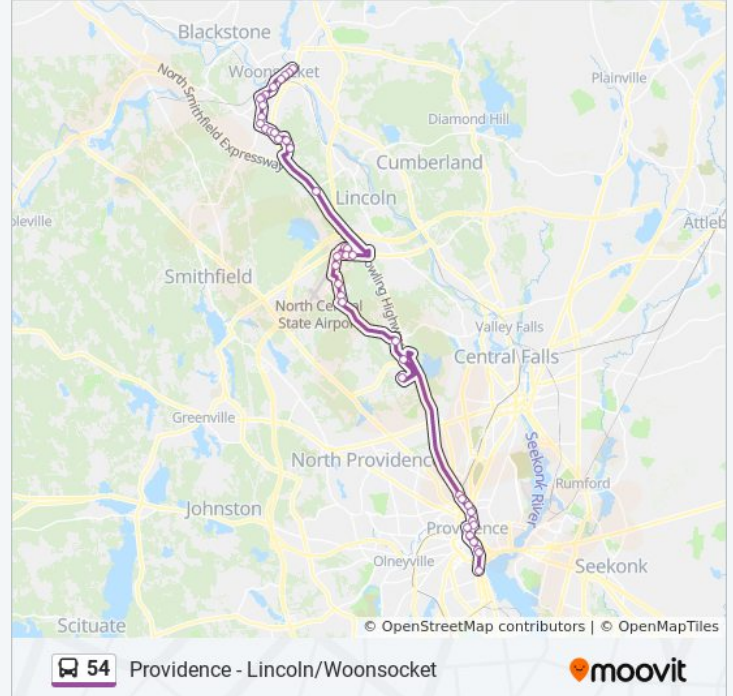 Blackstone
Woonsocket
North Smithfield Expressway
Plainville
Diamond Hill
Cumberland
Lincoln
Smithfield
North Central
State Airport
Valley Falls
Central Falls
Greenville
North Providence
Seekonk River
Rumford
Johnston
Providence
Olneyville
Seekonk
Scituate
© OpenStreetMap contributors | © OpenMapTiles
54 Providence - Lincoln/Woonsocket
moovit